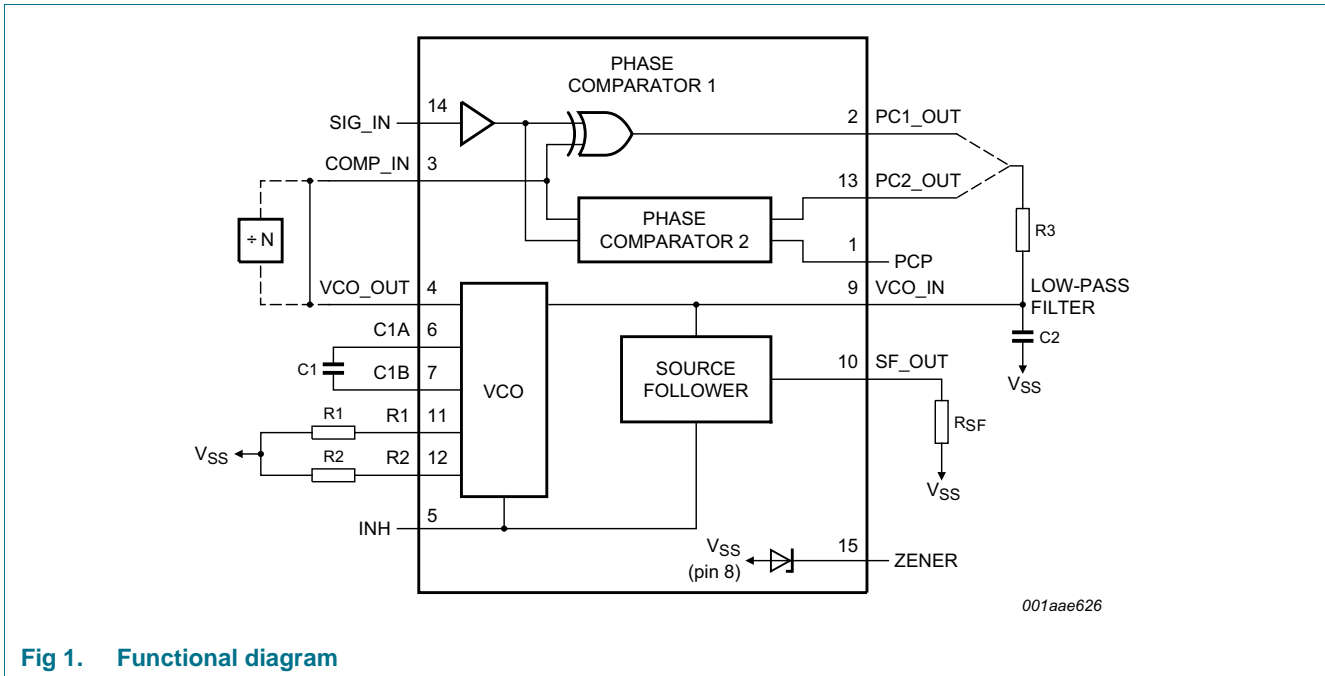 PHASE
COMPARATOR 1
14
SIG_IN
2
PC1_OUT
COMP_IN
3
13
PC2_OUT
÷ N
PHASE
COMPARATOR 2
R3
1
PCP
VCO_OUT
4
9
VCO_IN
LOW-PASS
FILTER
C1A
6
C2
C1
C1B
7
VCO
SOURCE
FOLLOWER
10
SF_OUT
VSS
R1
R1
11
RSF
VSS
R2
R2
12
VSS
INH
5
VSS
(pin 8)
15
ZENER
001aae626
Fig 1. Functional diagram